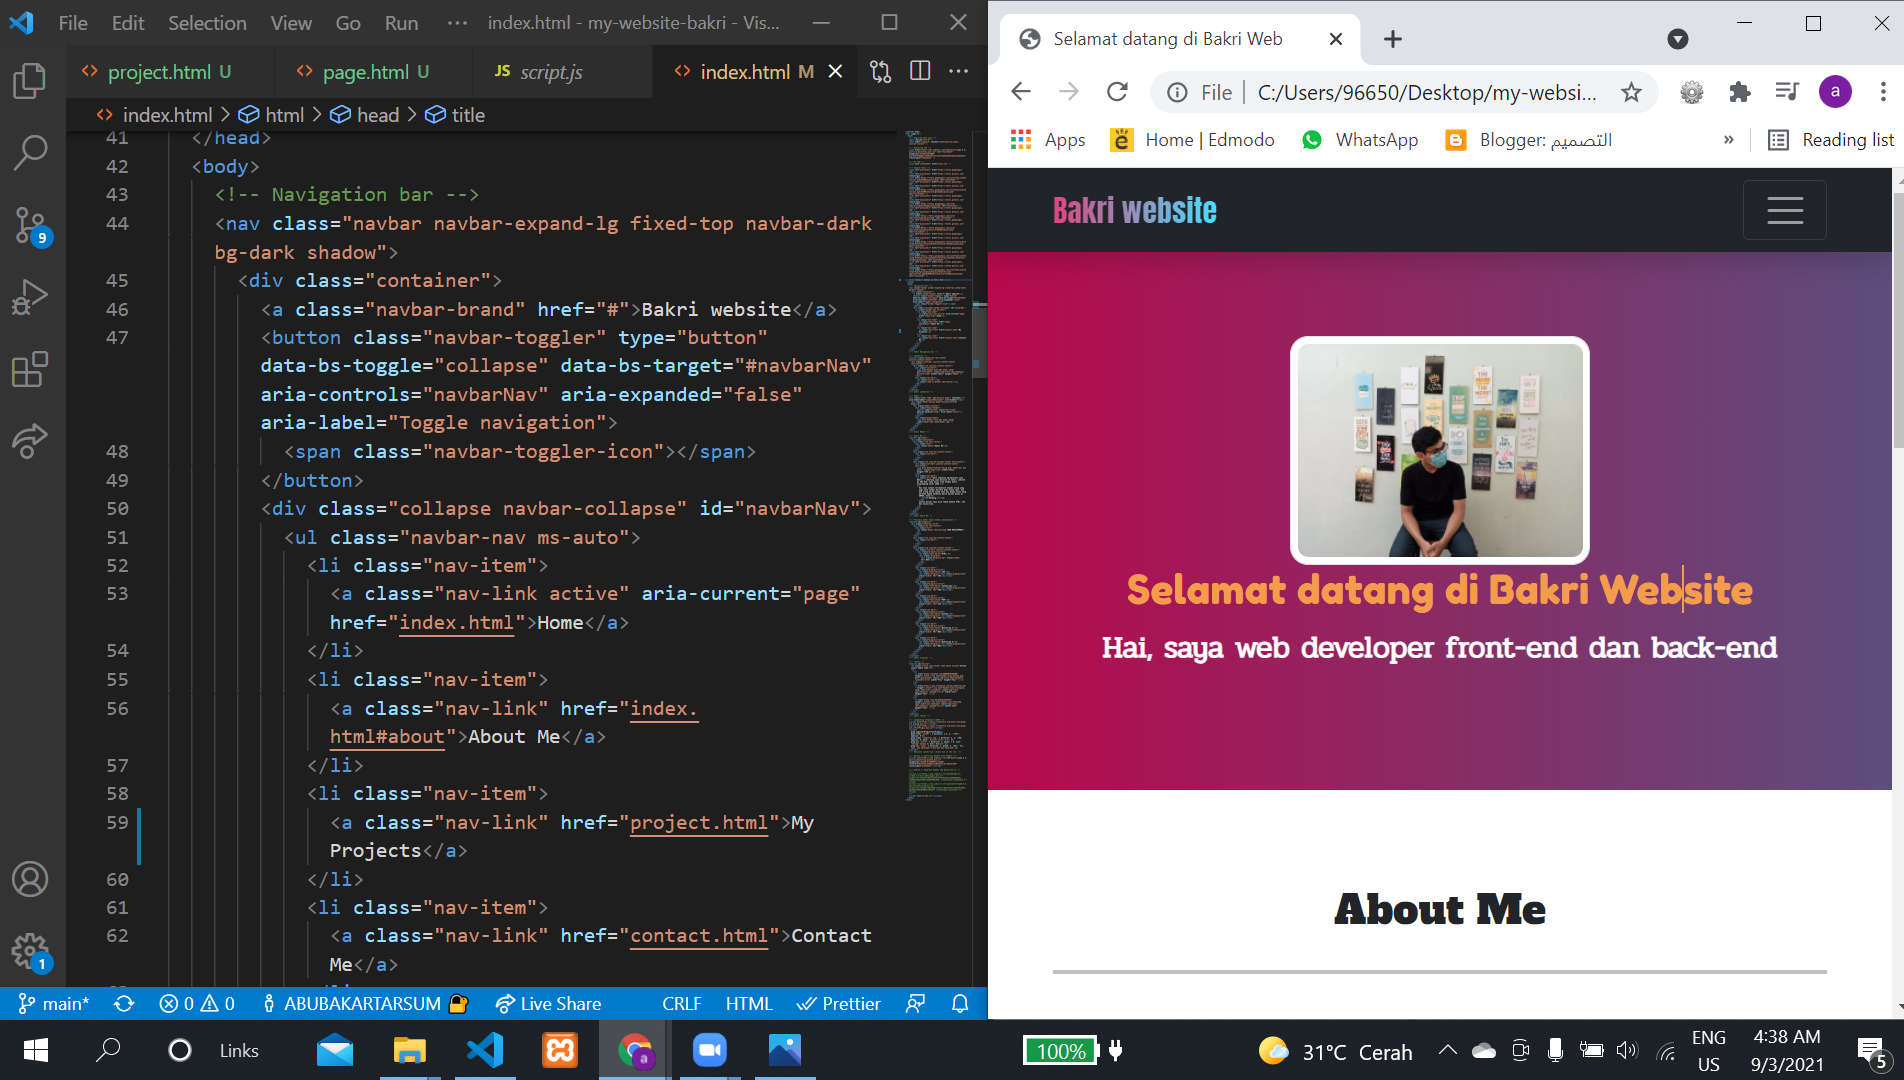 File Edit Selection View Go Run ··· index.html - my-website-bakri - Vis...
project.html U page.html U JS script.js index.html M
index.html > html > head > title
41 </head>
42 <body>
43 <!-- Navigation bar -->
44 <nav class="navbar navbar-expand-lg fixed-top navbar-dark
bg-dark shadow">
45 <div class="container">
46 <a class="navbar-brand" href="#">Bakri website</a>
47 <button class="navbar-toggler" type="button"
data-bs-toggle="collapse" data-bs-target="#navbarNav"
aria-controls="navbarNav" aria-expanded="false"
aria-label="Toggle navigation">
48 <span class="navbar-toggler-icon"></span>
49 </button>
50 <div class="collapse navbar-collapse" id="navbarNav">
51 <ul class="navbar-nav ms-auto">
52 <li class="nav-item">
53 <a class="nav-link active" aria-current="page"
href="index.html">Home</a>
54 </li>
55 <li class="nav-item">
56 <a class="nav-link" href="index.
html#about">About Me</a>
57 </li>
58 <li class="nav-item">
59 <a class="nav-link" href="project.html">My
Projects</a>
60 </li>
61 <li class="nav-item">
62 <a class="nav-link" href="contact.html">Contact
Me</a>
9
1
main* 0 0 ABUBAKARTARSUM Live Share CRLF HTML Prettier
Selamat datang di Bakri Web
File C:/Users/96650/Desktop/my-websi... a
Apps Home | Edmodo WhatsApp Blogger: التصميم » Reading list
Bakri website
Selamat datang di Bakri Website
Hai, saya web developer front-end dan back-end
About Me
Links
a
100%
31°C Cerah
ENG
US
4:38 AM
9/3/2021
5